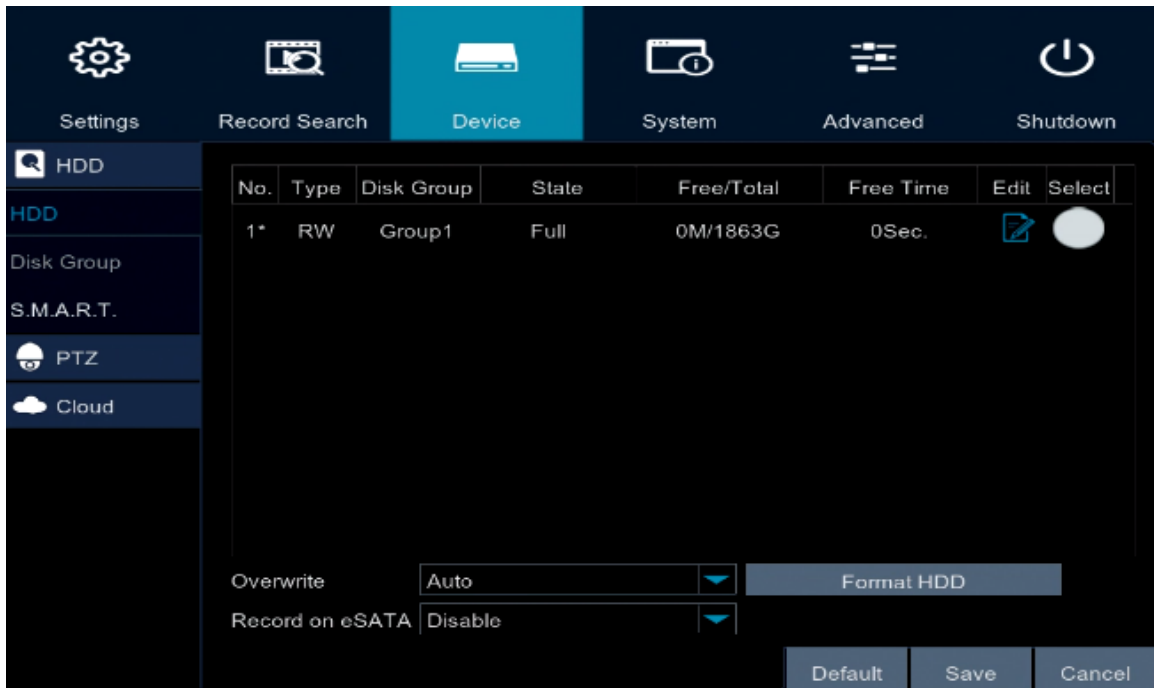 Settings Record Search Device System Advanced Shutdown
HDD
No. Type Disk Group State Free/Total Free Time Edit Select
HDD
1* RW Group1 Full 0M/1863G 0Sec.
Disk Group
S.M.A.R.T.
PTZ
Cloud
Overwrite Auto Format HDD
Record on eSATA Disable
Default Save Cancel